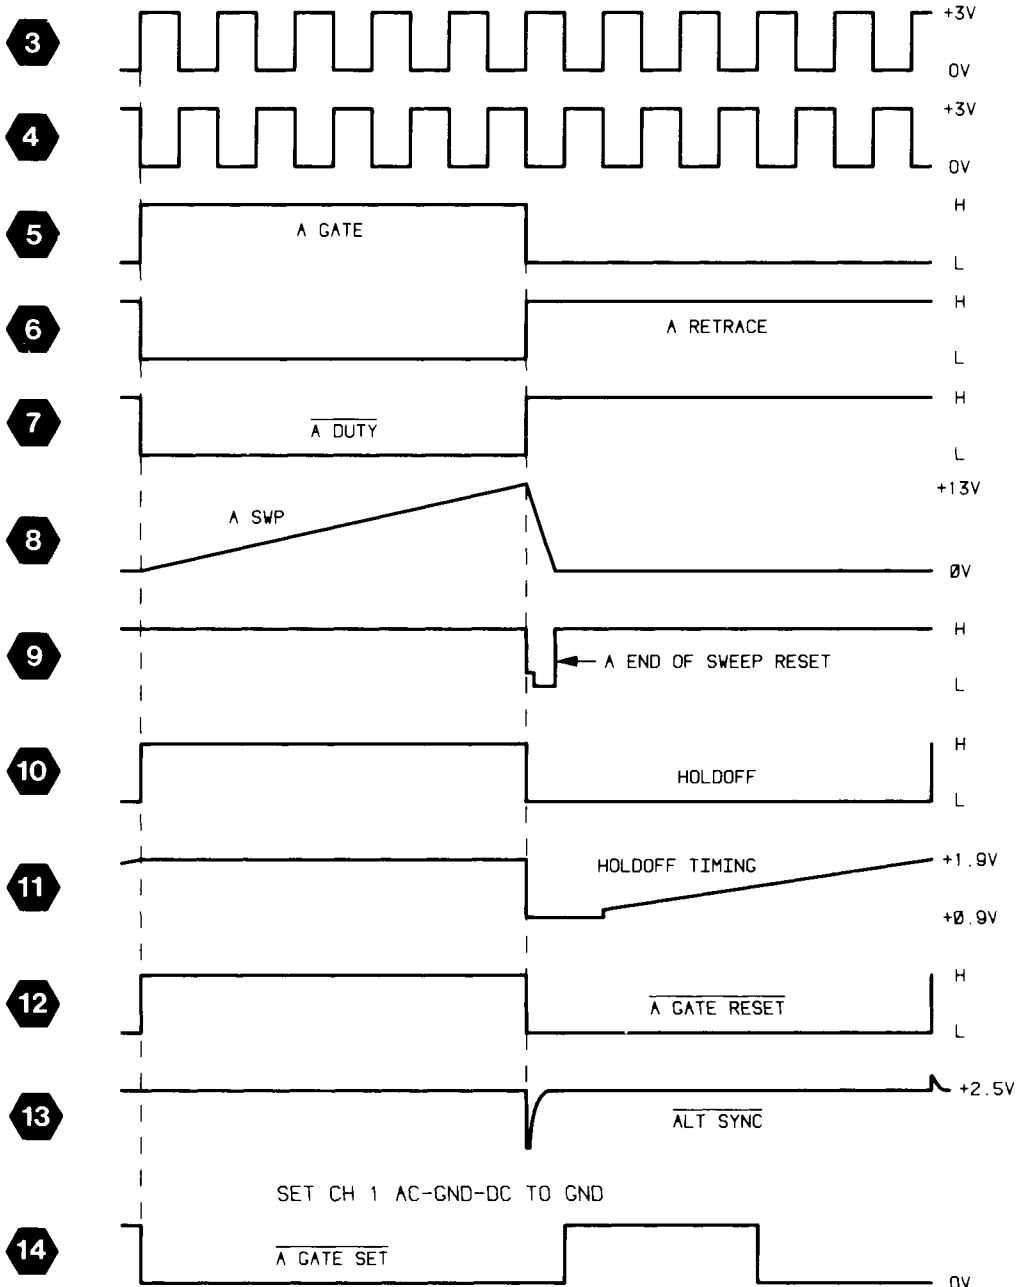 3
+3V
0V
4
+3V
0V
5
A GATE
H
L
6
A RETRACE
H
L
7
A DUTY
H
L
8
A SWP
+13V
0V
9
A END OF SWEEP RESET
H
L
10
HOLDOFF
H
L
11
HOLDOFF TIMING
+1.9V
+0.9V
12
A GATE RESET
H
L
13
ALT SYNC
+2.5V
SET CH 1 AC-GND-DC TO GND
14
A GATE SET
0V